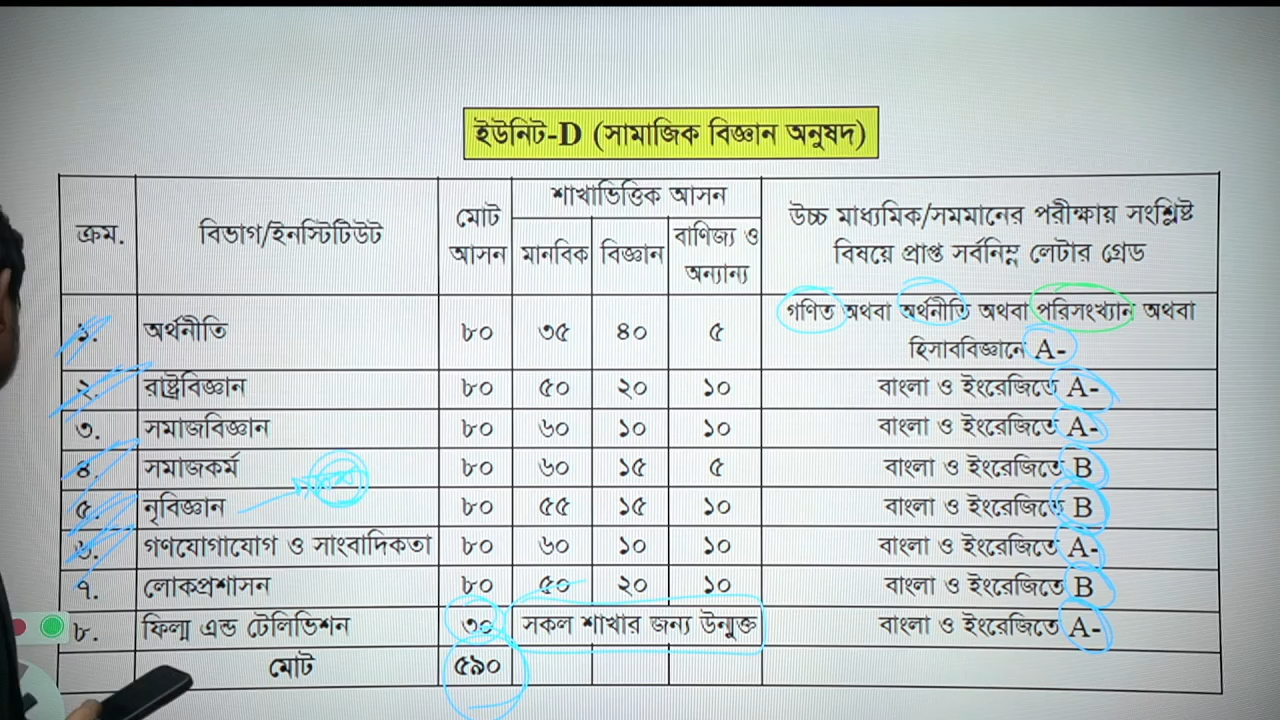 ইউনিট-D (সামাজিক বিজ্ঞান অনুষদ)
ক্রম. বিভাগ/ইনস্টিটিউট মোট আসন শাখাভিত্তিক আসন উচ্চ মাধ্যমিক/সমমানের পরীক্ষায় সংশ্লিষ্ট
বিষয়ে প্রাপ্ত সর্বনিম্ন লেটার গ্রেড
মানবিক বিজ্ঞান বাণিজ্য ও অন্যান্য
১. অর্থনীতি ৮০ ৩৫ ৪০ ৫ গণিত অথবা অর্থনীতি অথবা পরিসংখ্যান অথবা
হিসাববিজ্ঞানে A-
২. রাষ্ট্রবিজ্ঞান ৮০ ৫০ ২০ ১০ বাংলা ও ইংরেজিতে A-
৩. সমাজবিজ্ঞান ৮০ ৬০ ১০ ১০ বাংলা ও ইংরেজিতে A-
৪. সমাজকর্ম ৮০ ৬০ ১৫ ৫ বাংলা ও ইংরেজিতে B
৫. নৃবিজ্ঞান ৮০ ৫৫ ১৫ ১০ বাংলা ও ইংরেজিতে B
৬. গণযোগাযোগ ও সাংবাদিকতা ৮০ ৬০ ১০ ১০ বাংলা ও ইংরেজিতে A-
৭. লোকপ্রশাসন ৮০ ৫০ ২০ ১০ বাংলা ও ইংরেজিতে B
৮. ফিল্ম এন্ড টেলিভিশন ৩০ সকল শাখার জন্য উন্মুক্ত বাংলা ও ইংরেজিতে A-
মোট ৫৯০